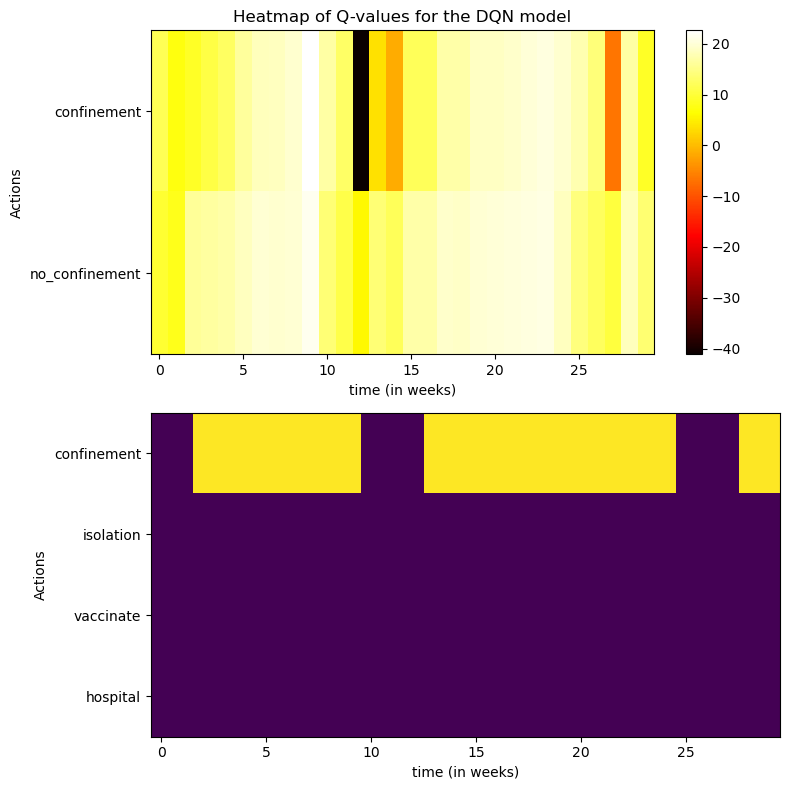 Heatmap of Q-values for the DQN model
Actions
confinement
no_confinement
0 5 10 15 20 25
time (in weeks)
20
10
0
−10
−20
−30
−40
Actions
confinement
isolation
vaccinate
hospital
0 5 10 15 20 25
time (in weeks)